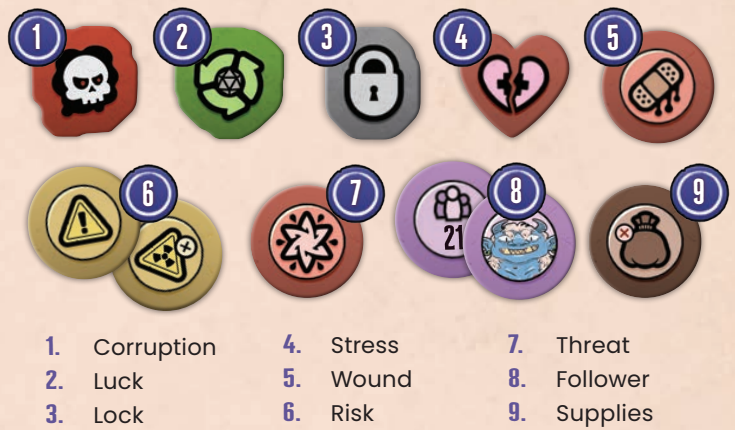 1 2 3 4 5
6 7 8 9
21
1. Corruption
2. Luck
3. Lock
4. Stress
5. Wound
6. Risk
7. Threat
8. Follower
9. Supplies